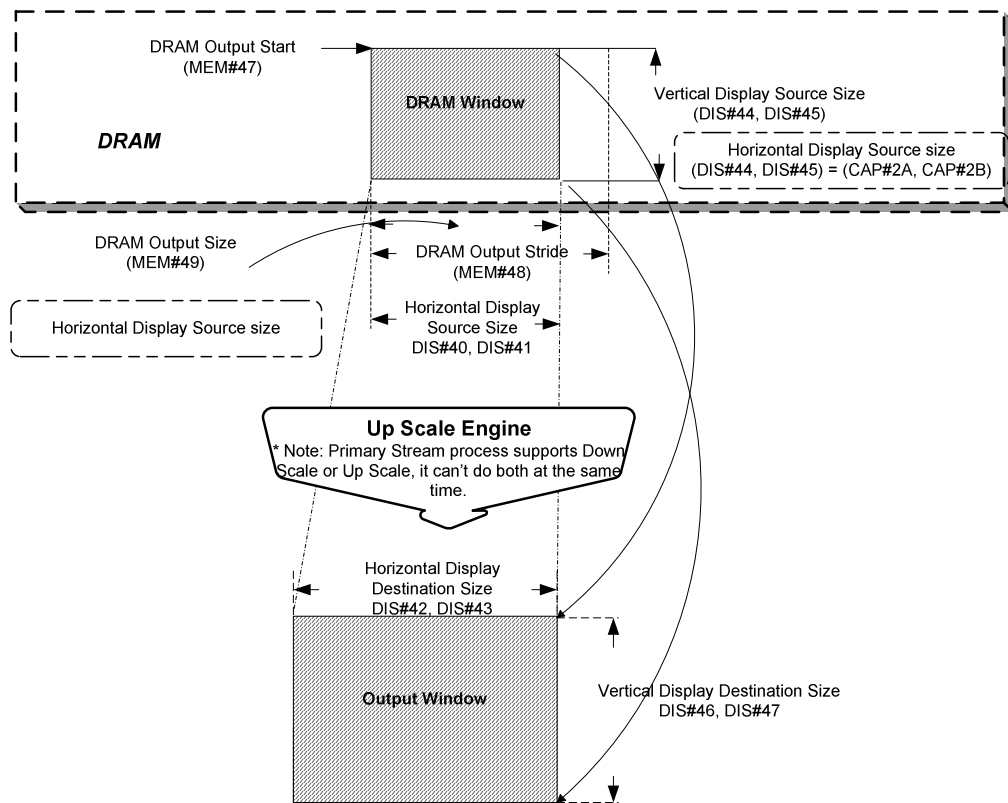 DRAM Output Start
(MEM#47)
DRAM Window
DRAM
Vertical Display Source Size
(DIS#44, DIS#45)
Horizontal Display Source size
(DIS#44, DIS#45) = (CAP#2A, CAP#2B)
DRAM Output Size
(MEM#49)
DRAM Output Stride
(MEM#48)
Horizontal Display Source size
Horizontal Display
Source Size
DIS#40, DIS#41
Up Scale Engine
* Note: Primary Stream process supports Down
Scale or Up Scale, it can't do both at the same
time.
Horizontal Display
Destination Size
DIS#42, DIS#43
Output Window
Vertical Display Destination Size
DIS#46, DIS#47